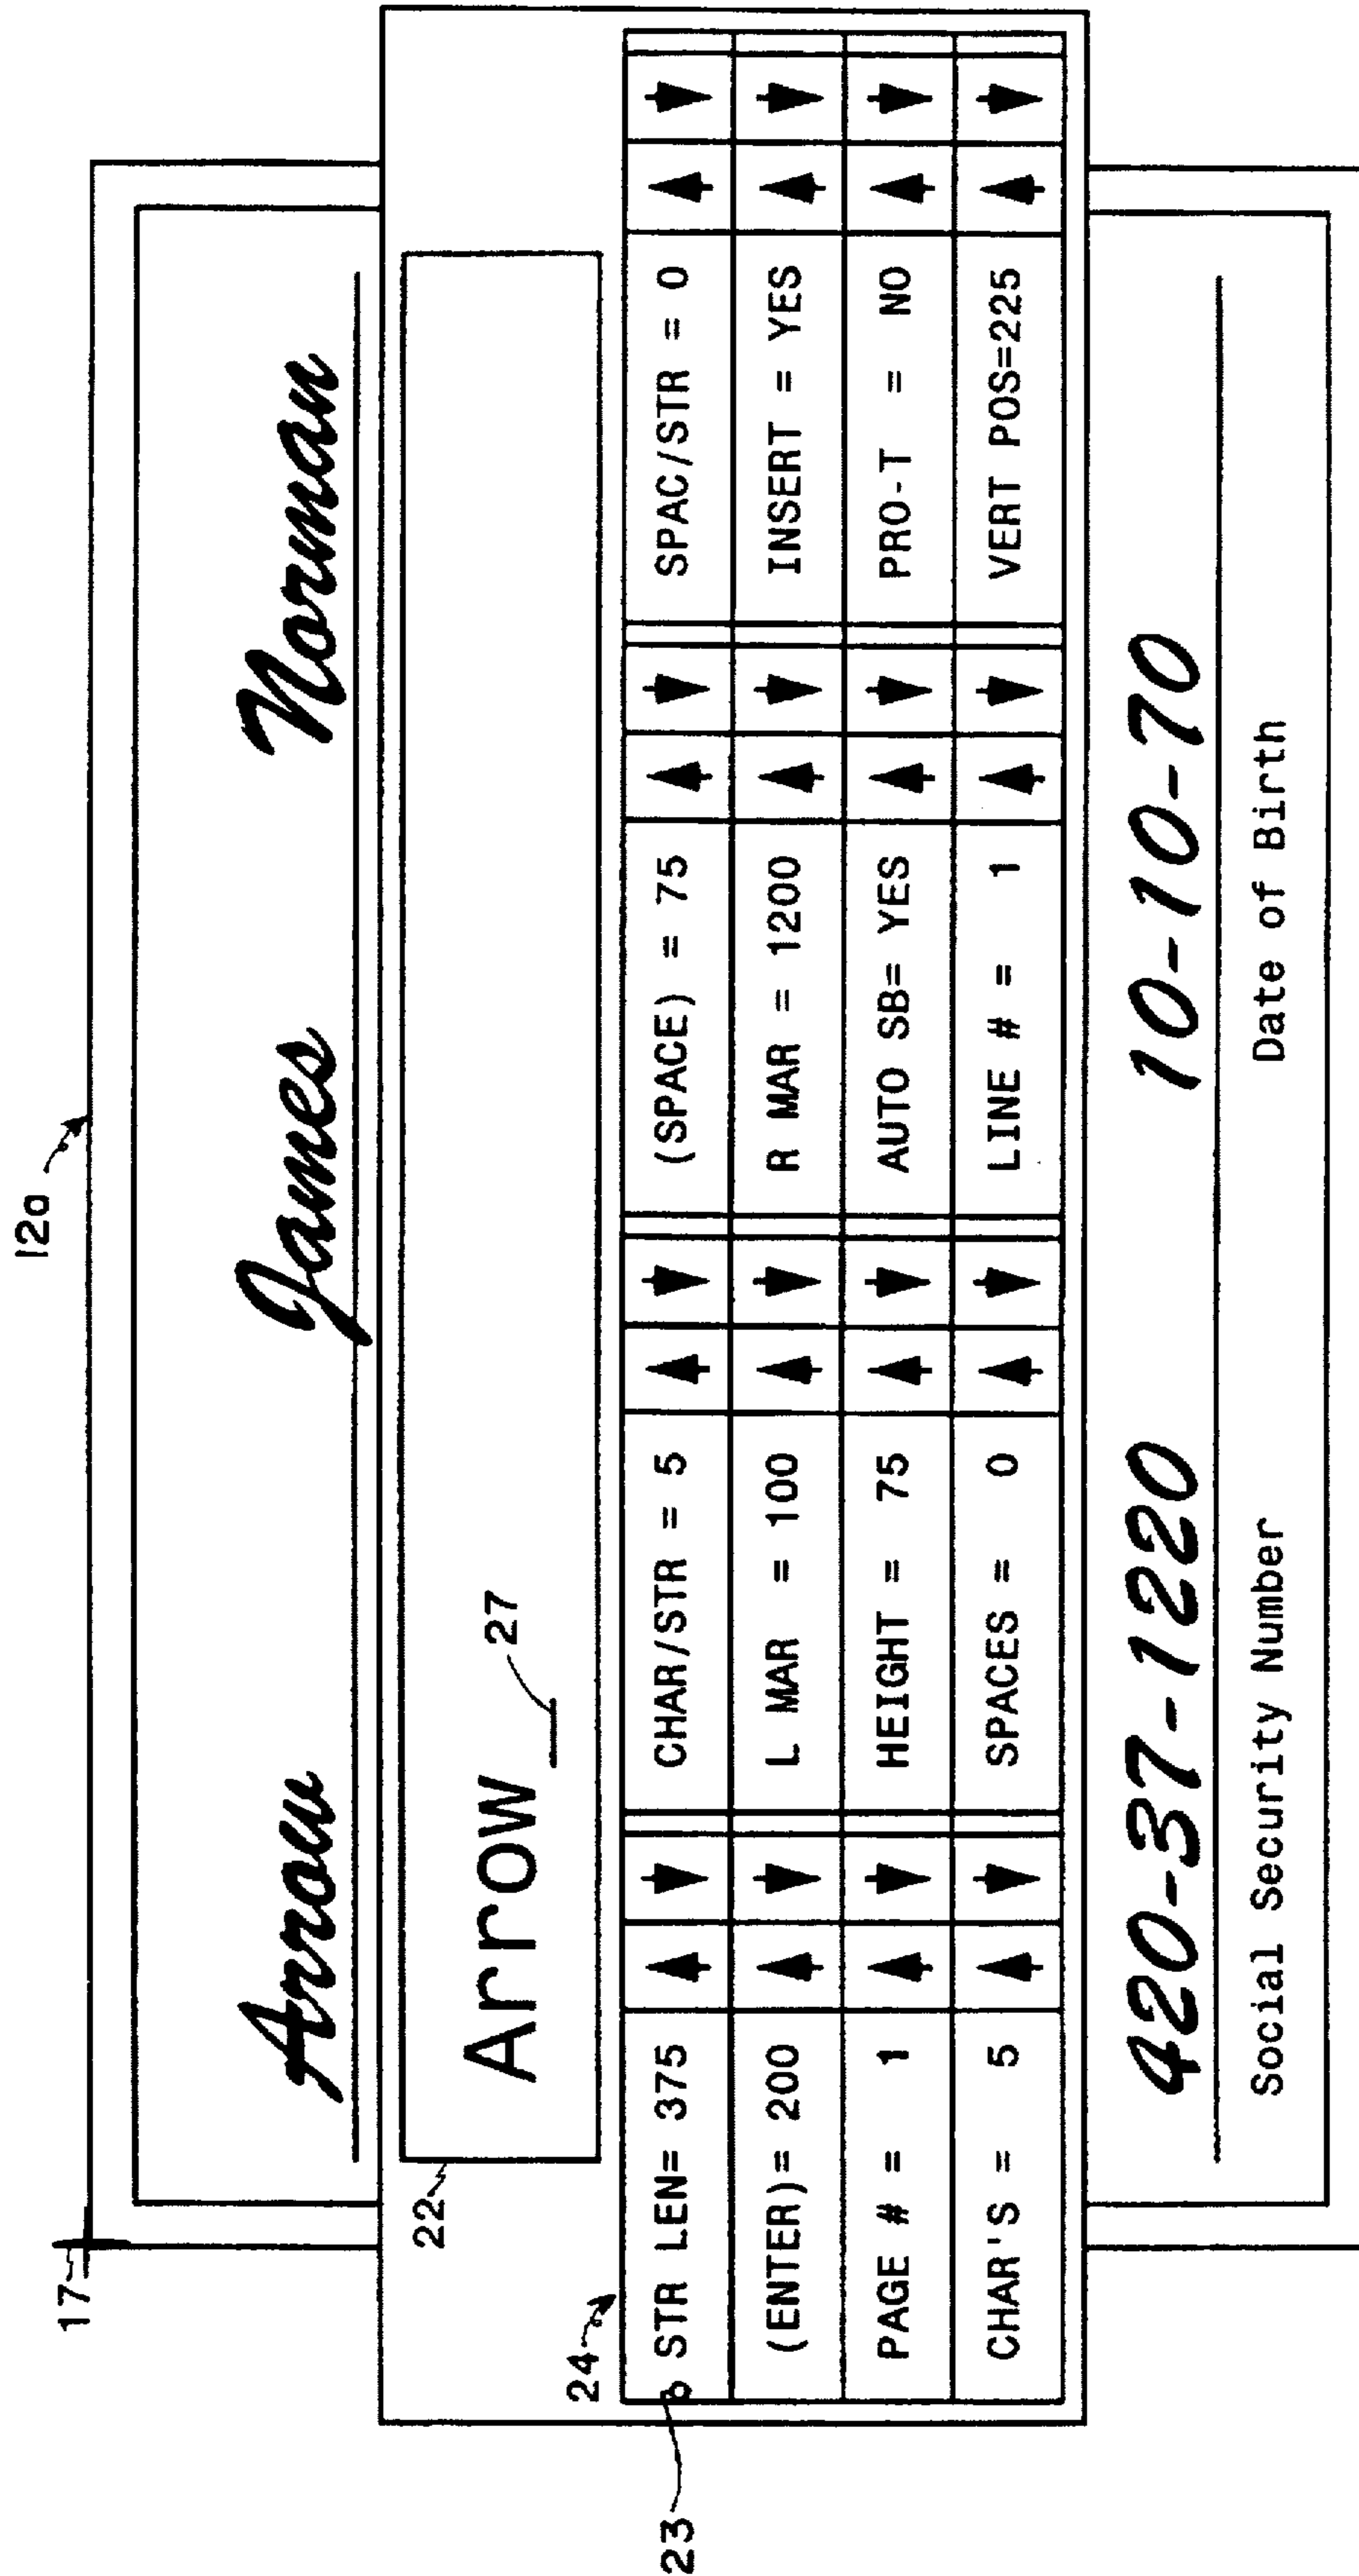 12a
17
Arrow James Norman
22
Arrow _ 27
24
23
STR LEN= 375 CHAR/STR = 5 (SPACE) = 75 SPAC/STR = 0
(ENTER)= 200 L MAR = 100 R MAR = 1200 INSERT = YES
PAGE # = 1 HEIGHT = 75 AUTO SB= YES PRO-T = NO
CHAR'S = 5 SPACES = 0 LINE # = 1 VERT POS=225
420-37-1220 10-10-70
Social Security Number Date of Birth